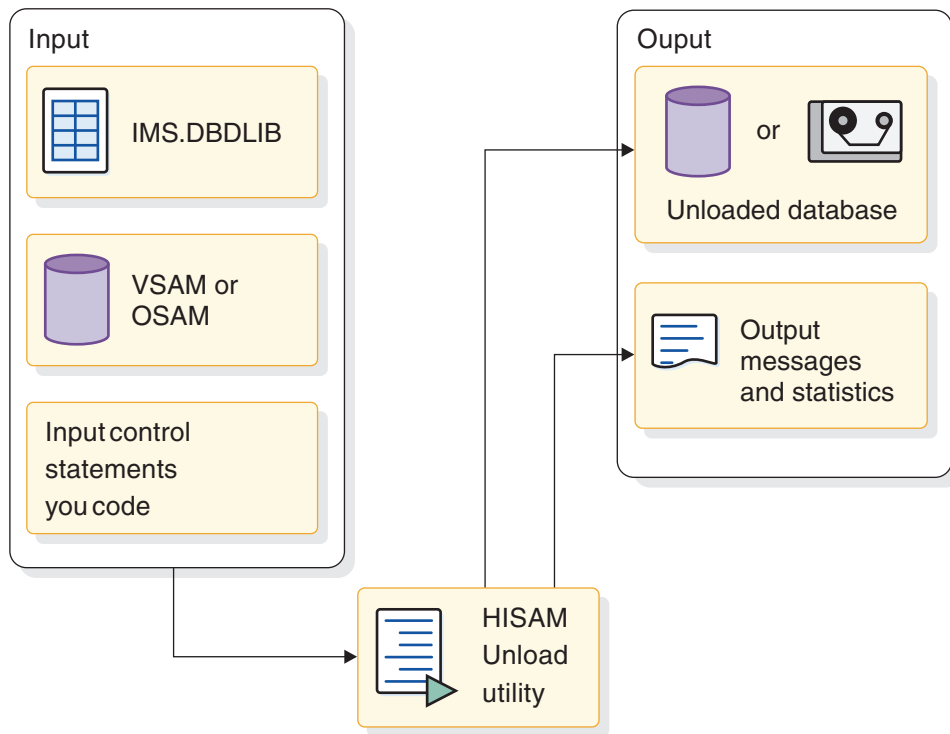 Input
IMS.DBDLIB
VSAM or
OSAM
Input control
statements
you code
HISAM
Unload
utility
Ouput
or
Unloaded database
Output
messages
and statistics